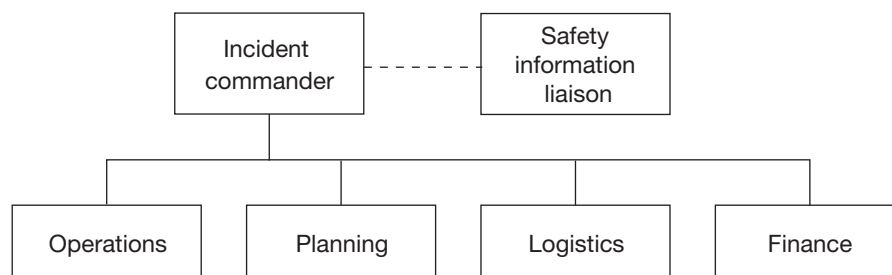 Incident
commander
Safety
information
liaison
Operations
Planning
Logistics
Finance